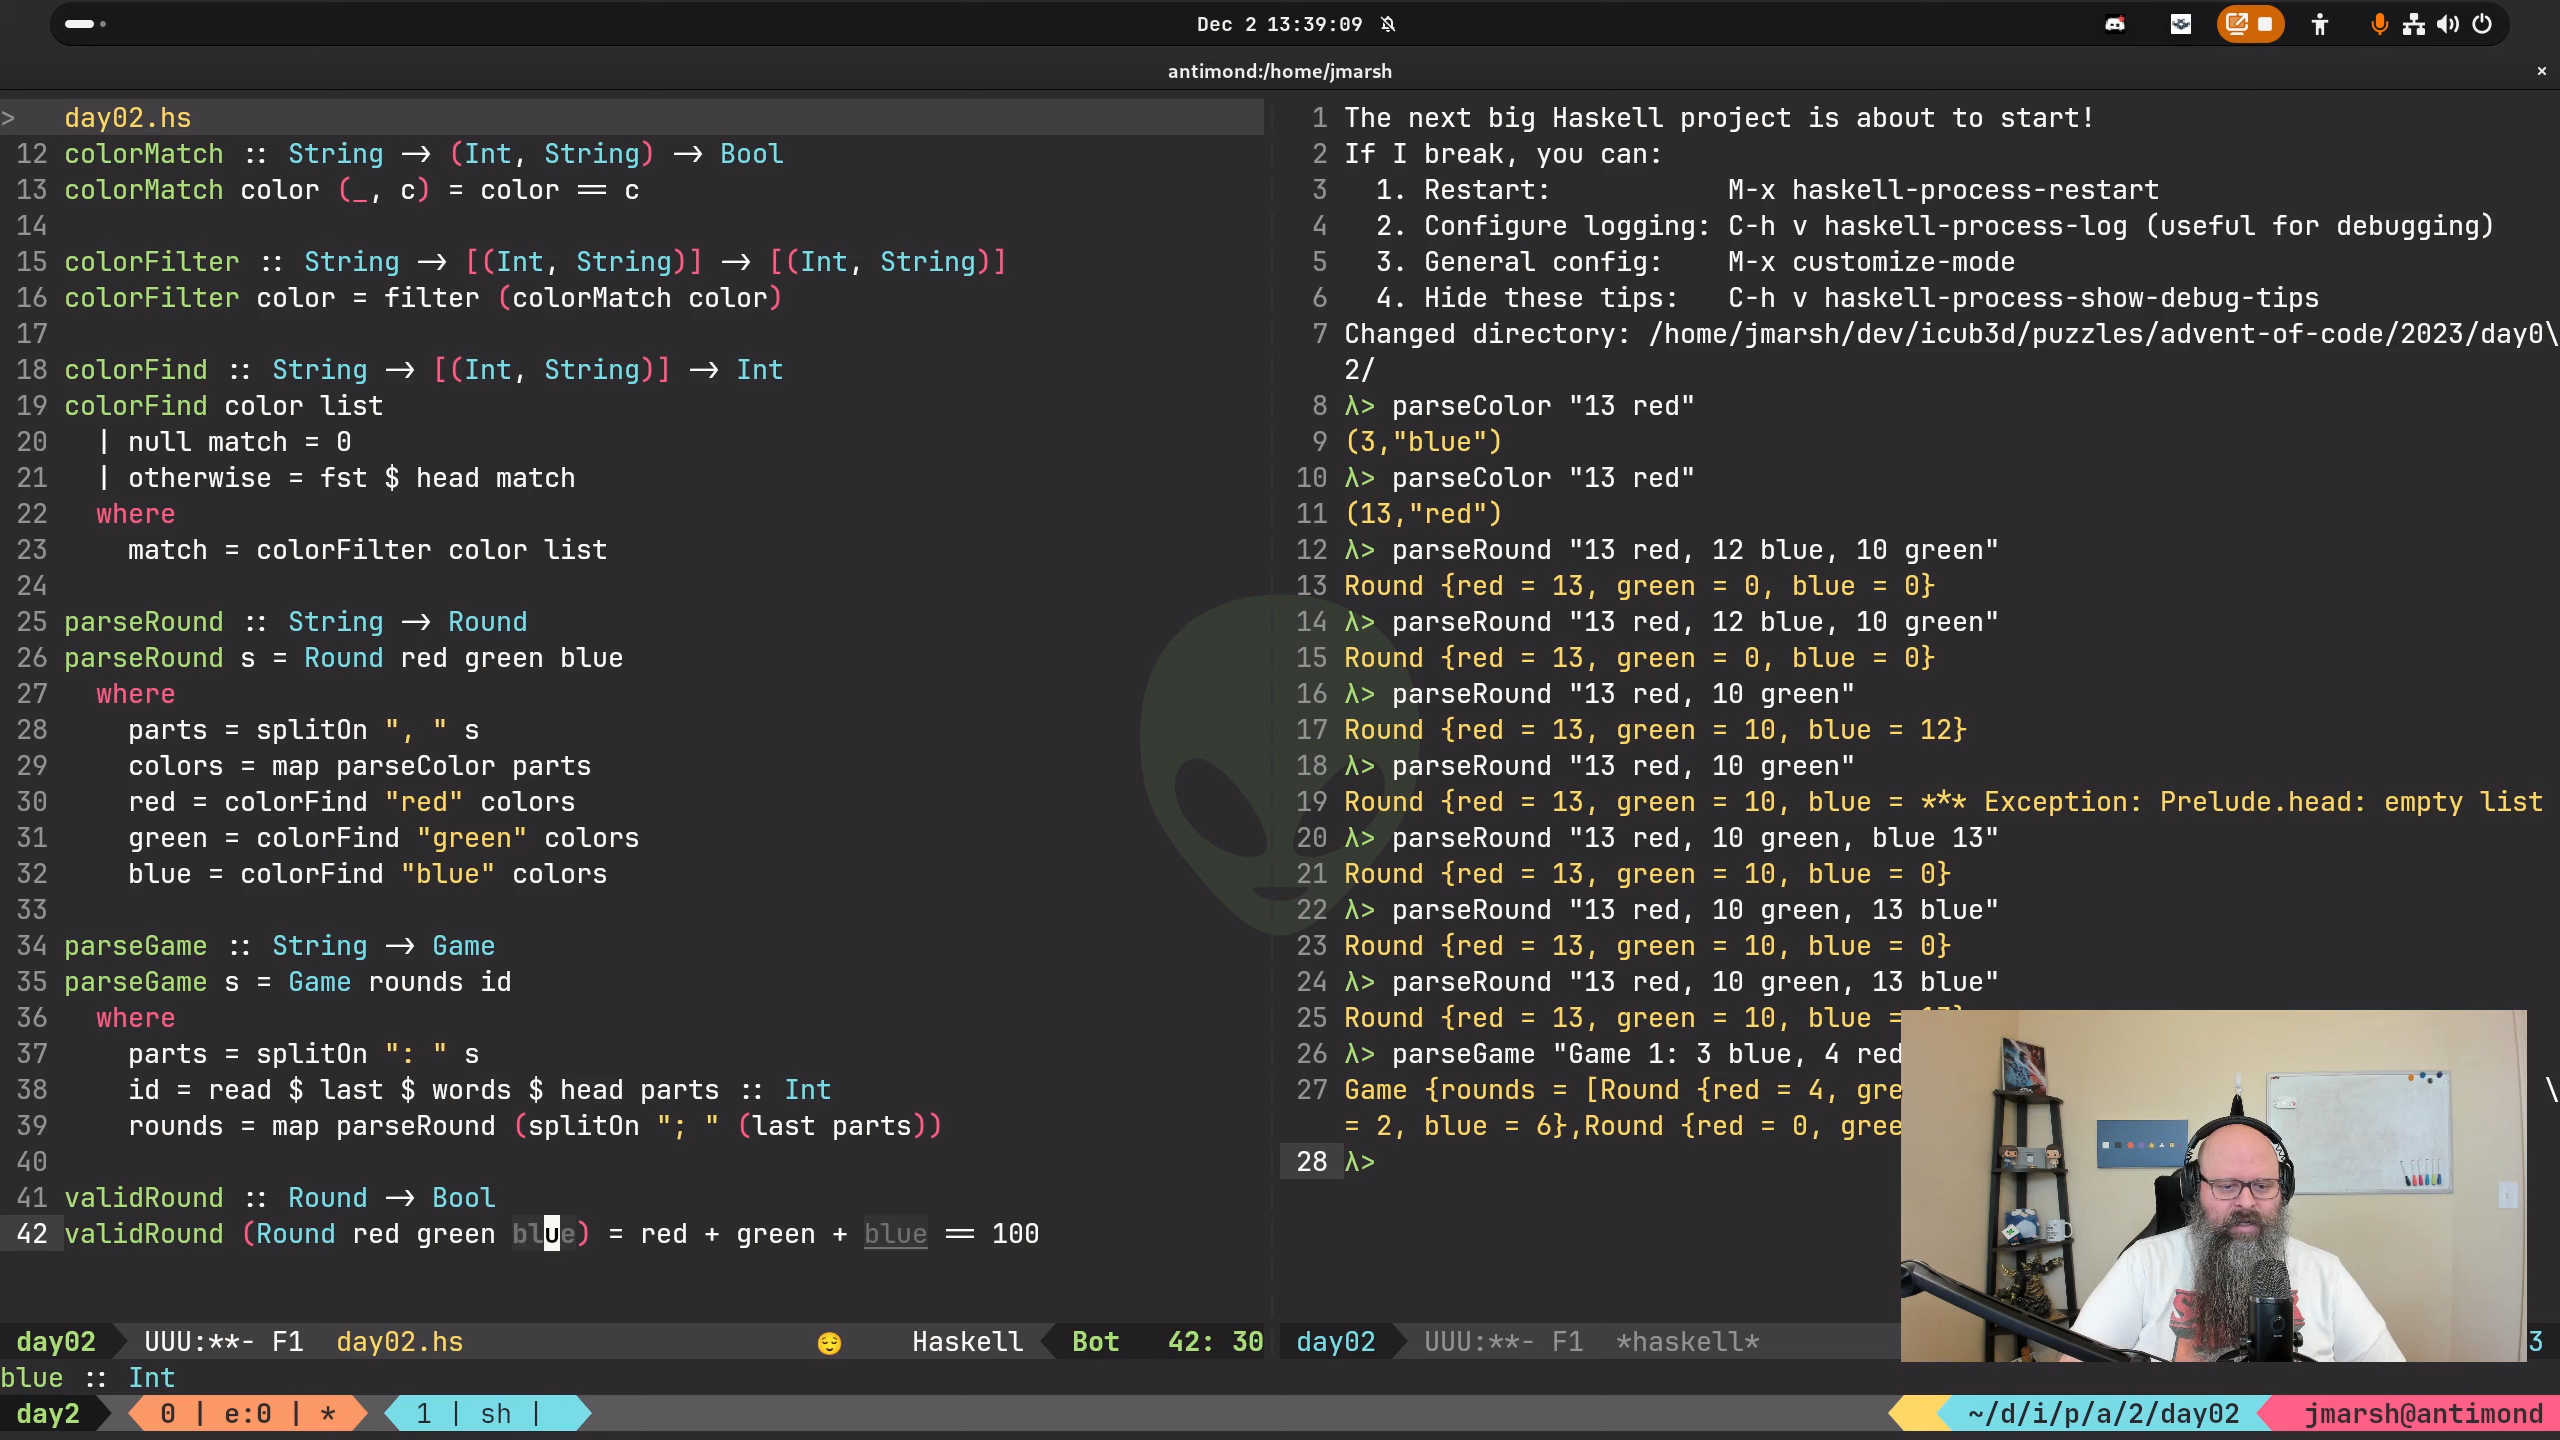 Dec 2 13:39:09
antimond:/home/jmarsh
×
> day02.hs
12 colorMatch :: String -> (Int, String) -> Bool
13 colorMatch color (_, c) = color == c
14
15 colorFilter :: String -> [(Int, String)] -> [(Int, String)]
16 colorFilter color = filter (colorMatch color)
17
18 colorFind :: String -> [(Int, String)] -> Int
19 colorFind color list
20 | null match = 0
21 | otherwise = fst $ head match
22 where
23 match = colorFilter color list
24
25 parseRound :: String -> Round
26 parseRound s = Round red green blue
27 where
28 parts = splitOn ", " s
29 colors = map parseColor parts
30 red = colorFind "red" colors
31 green = colorFind "green" colors
32 blue = colorFind "blue" colors
33
34 parseGame :: String -> Game
35 parseGame s = Game rounds id
36 where
37 parts = splitOn ": " s
38 id = read $ last $ words $ head parts :: Int
39 rounds = map parseRound (splitOn "; " (last parts))
40
41 validRound :: Round -> Bool
42 validRound (Round red green blue) = red + green + blue == 100
day02 UUU:**- F1 day02.hs Haskell Bot 42: 30
1 The next big Haskell project is about to start!
2 If I break, you can:
3 1. Restart: M-x haskell-process-restart
4 2. Configure logging: C-h v haskell-process-log (useful for debugging)
5 3. General config: M-x customize-mode
6 4. Hide these tips: C-h v haskell-process-show-debug-tips
7 Changed directory: /home/jmarsh/dev/icub3d/puzzles/advent-of-code/2023/day0\
2/
8 λ> parseColor "13 red"
9 (3,"blue")
10 λ> parseColor "13 red"
11 (13,"red")
12 λ> parseRound "13 red, 12 blue, 10 green"
13 Round {red = 13, green = 0, blue = 0}
14 λ> parseRound "13 red, 12 blue, 10 green"
15 Round {red = 13, green = 0, blue = 0}
16 λ> parseRound "13 red, 10 green"
17 Round {red = 13, green = 10, blue = 12}
18 λ> parseRound "13 red, 10 green"
19 Round {red = 13, green = 10, blue = *** Exception: Prelude.head: empty list
20 λ> parseRound "13 red, 10 green, blue 13"
21 Round {red = 13, green = 10, blue = 0}
22 λ> parseRound "13 red, 10 green, 13 blue"
23 Round {red = 13, green = 10, blue = 0}
24 λ> parseRound "13 red, 10 green, 13 blue"
25 Round {red = 13, green = 10, blue =
26 λ> parseGame "Game 1: 3 blue, 4 red
27 Game {rounds = [Round {red = 4, gre \
= 2, blue = 6},Round {red = 0, gree
28 λ>
day02 UUU:**- F1 *haskell* 3
blue :: Int
day2 0 | e:0 | * 1 | sh | ~/d/i/p/a/2/day02 jmarsh@antimond